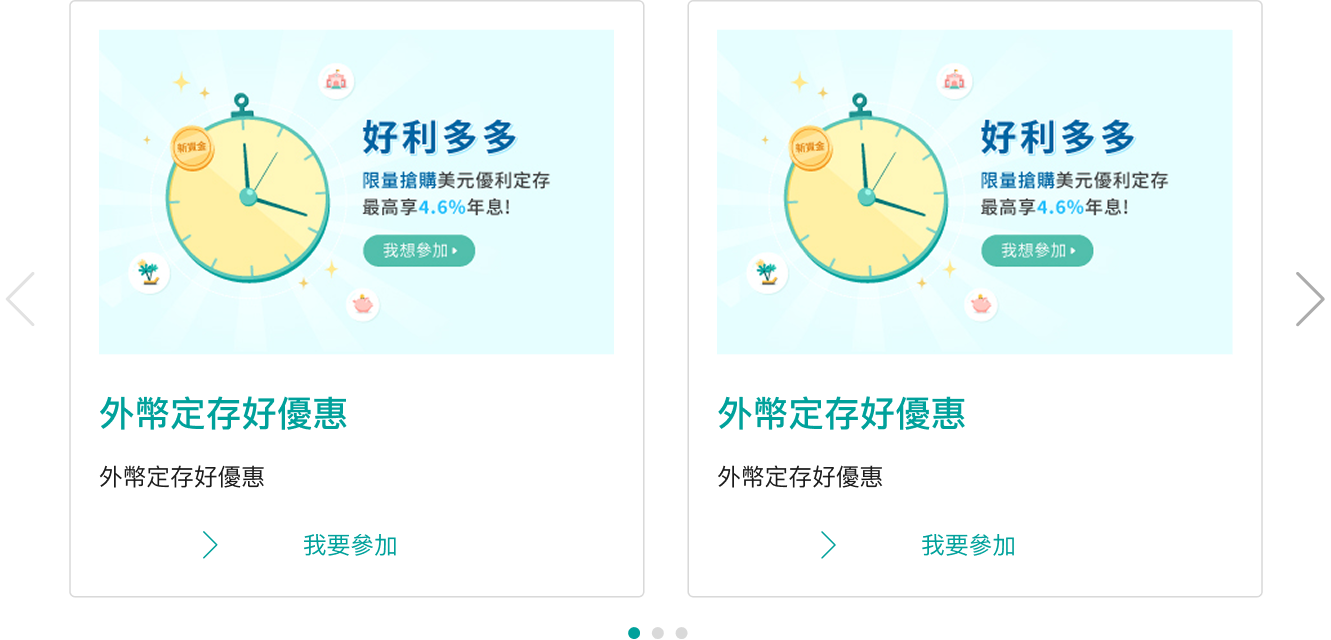 新資金
好利多多
限量搶購美元優利定存
最高享4.6%年息!
我想參加
外幣定存好優惠
外幣定存好優惠
我要參加
新資金
好利多多
限量搶購美元優利定存
最高享4.6%年息!
我想參加
外幣定存好優惠
外幣定存好優惠
我要參加